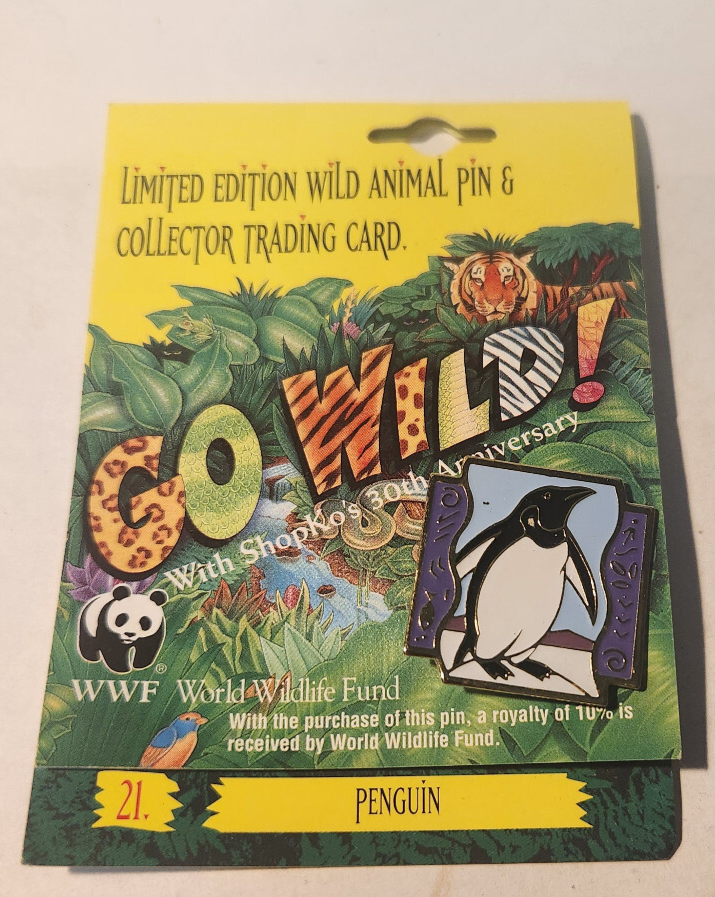 LIMITED EDITION WILD ANIMAL PIN &
COLLECTOR TRADING CARD.
GO WILD!
With ShopKo's 30th Anniversary
®
WWF World Wildlife Fund
With the purchase of this pin, a royalty of 10% is
received by World Wildlife Fund.
21. PENGUIN